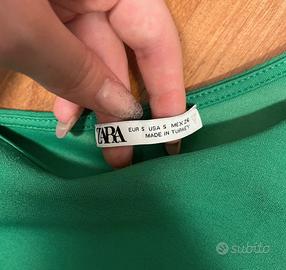 ZARA
EUR S USA S MEX 26
MADE IN TURKEY
subito